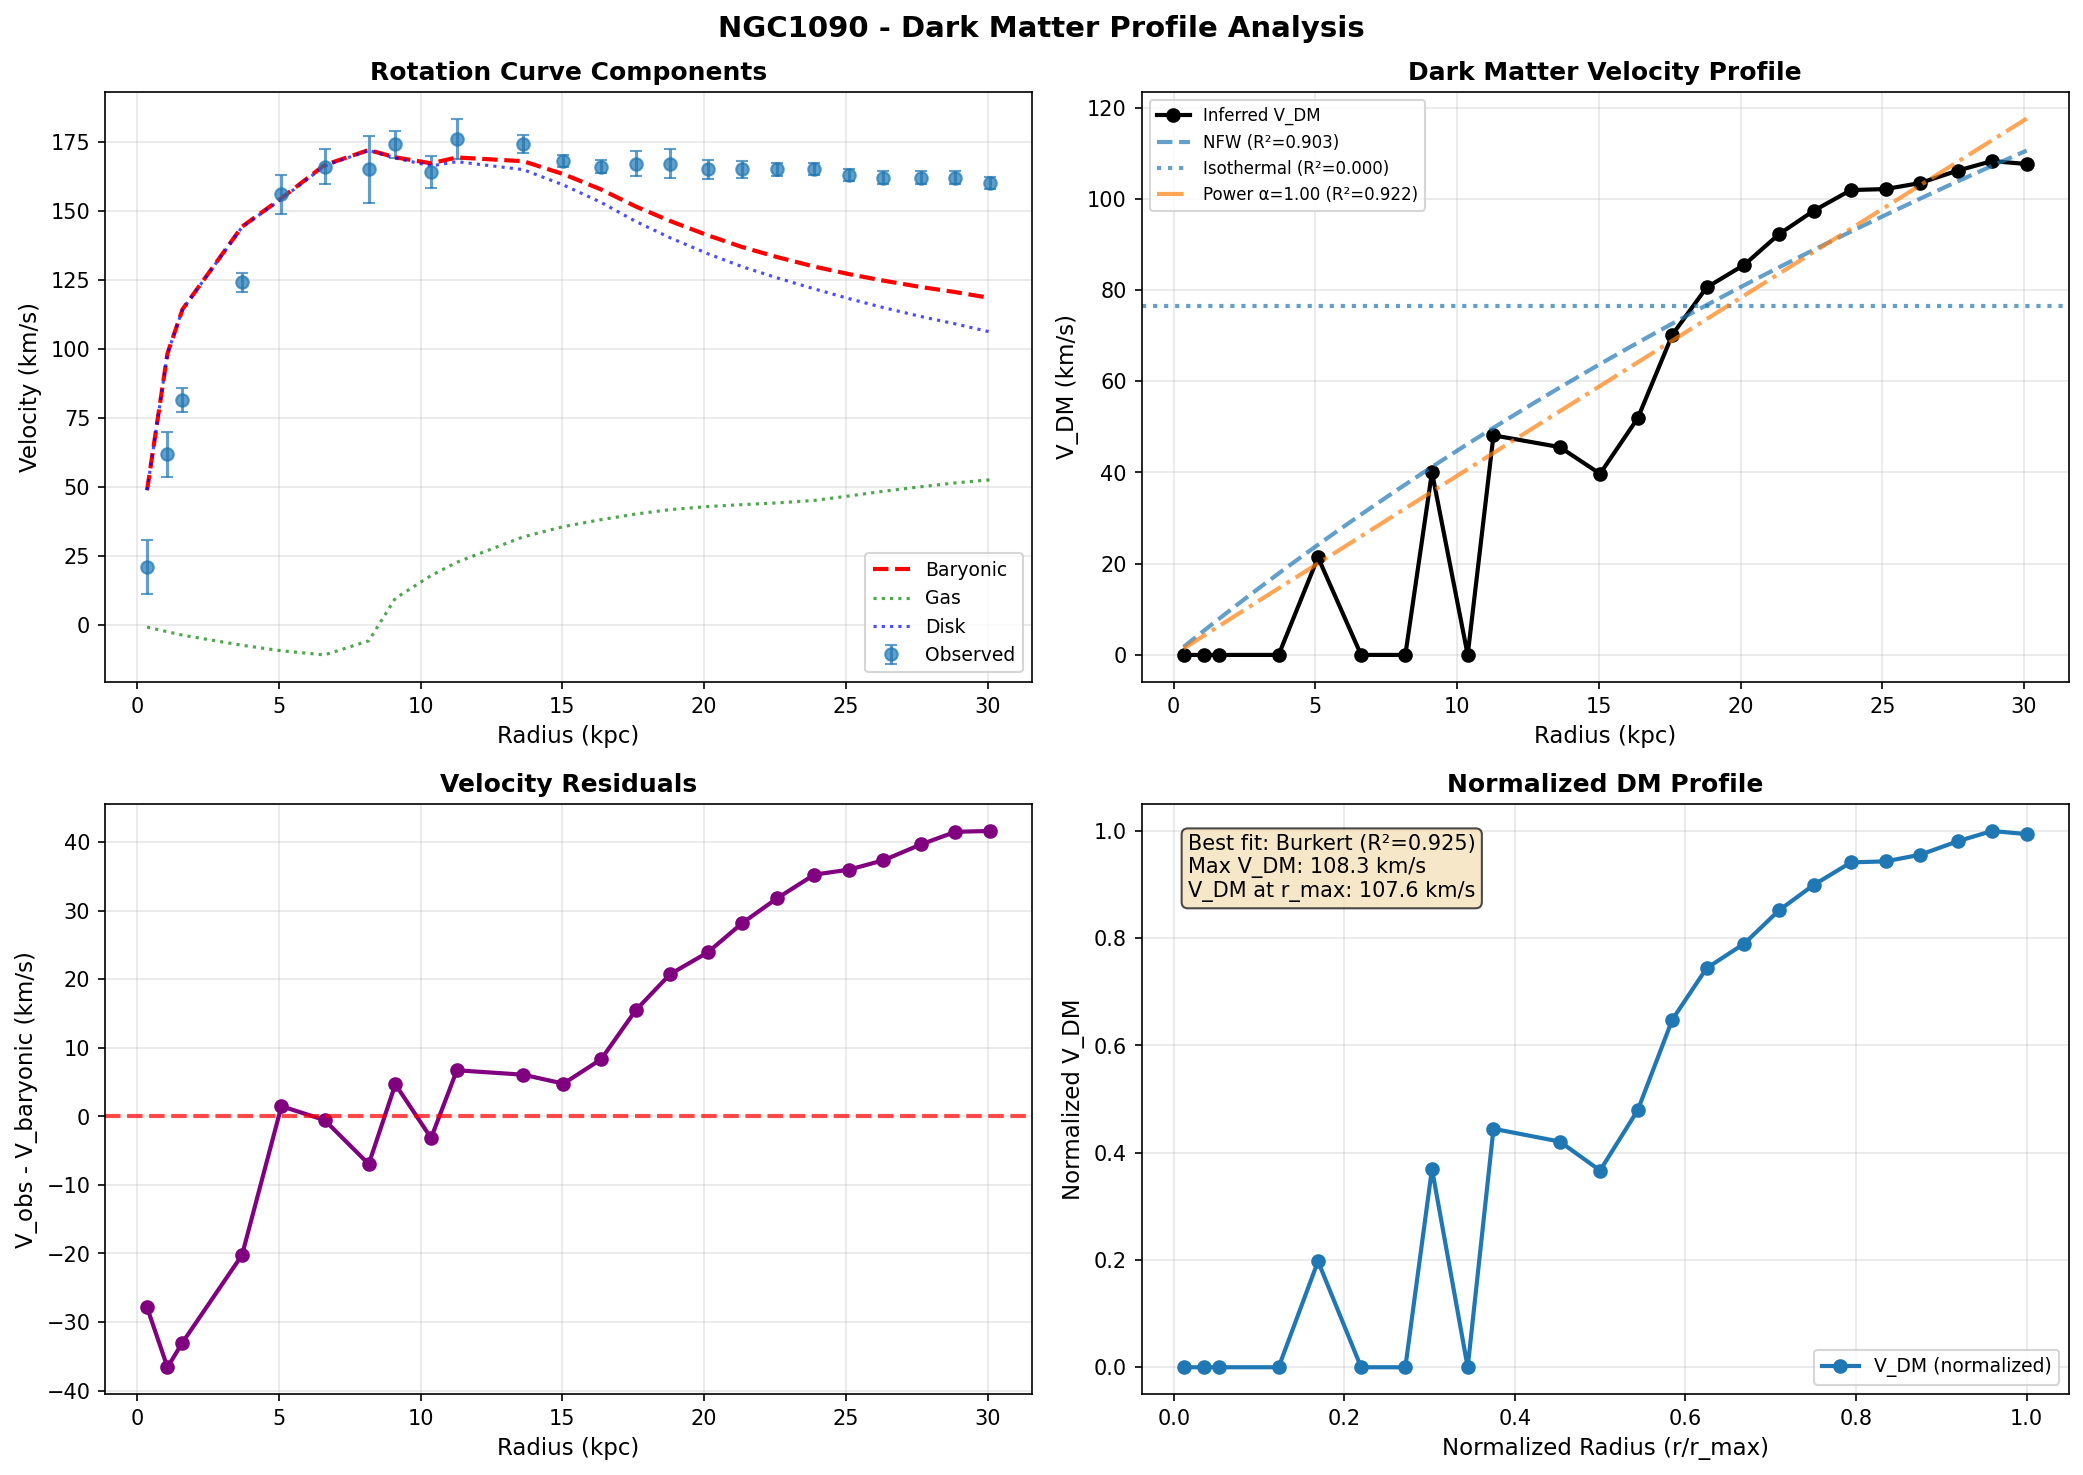 NGC1090 - Dark Matter Profile Analysis
Rotation Curve Components
Velocity (km/s)
175
150
125
100
75
50
25
0
0
5
10
15
20
25
30
Radius (kpc)
Baryonic
Gas
Disk
Observed
Dark Matter Velocity Profile
V_DM (km/s)
120
100
80
60
40
20
0
0
5
10
15
20
25
30
Radius (kpc)
Inferred V_DM
NFW (R²=0.903)
Isothermal (R²=0.000)
Power α=1.00 (R²=0.922)
Velocity Residuals
V_obs - V_baryonic (km/s)
40
30
20
10
0
−10
−20
−30
−40
0
5
10
15
20
25
30
Radius (kpc)
Normalized DM Profile
Normalized V_DM
1.0
0.8
0.6
0.4
0.2
0.0
0.0
0.2
0.4
0.6
0.8
1.0
Normalized Radius (r/r_max)
Best fit: Burkert (R²=0.925)
Max V_DM: 108.3 km/s
V_DM at r_max: 107.6 km/s
V_DM (normalized)